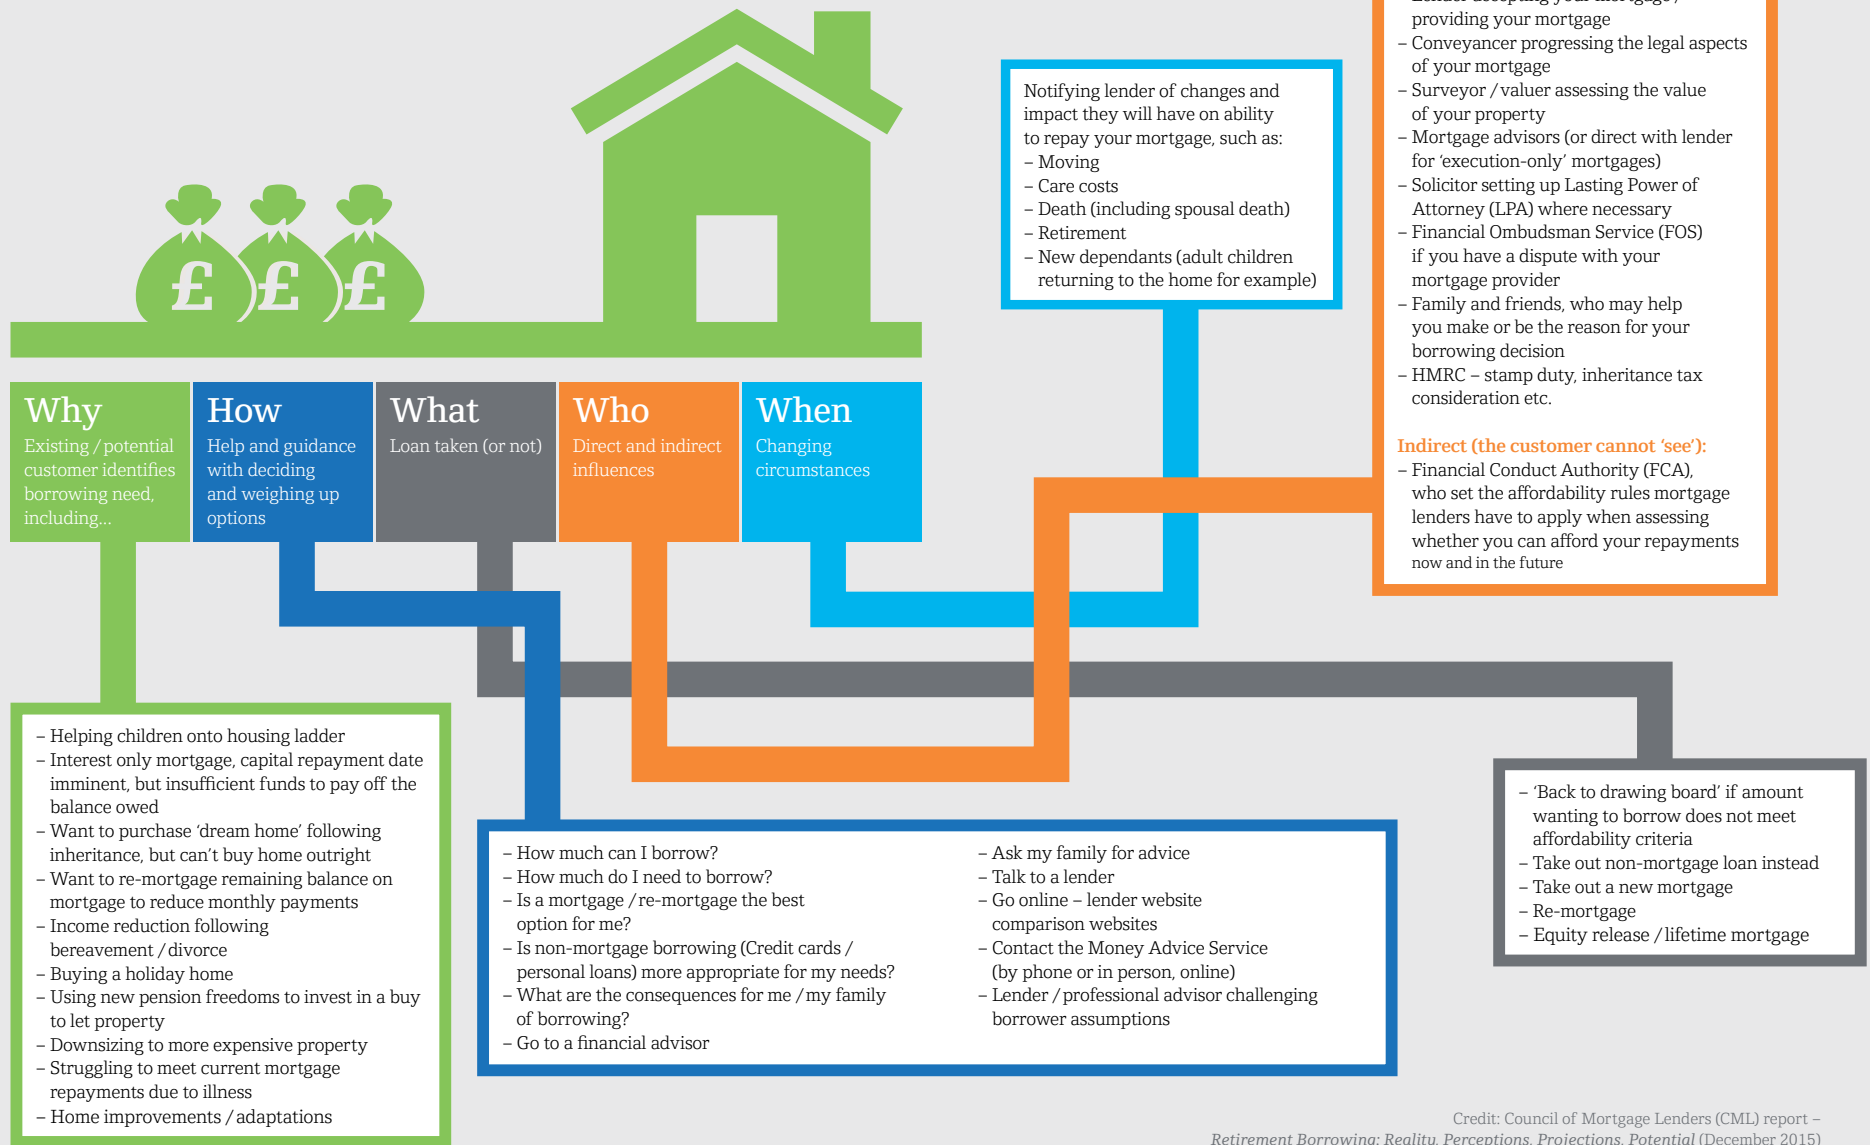 £ £ £
Why
Existing / potential
customer identifies
borrowing need,
including...
How
Help and guidance
with deciding
and weighing up
options
What
Loan taken (or not)
Who
Direct and indirect
influences
When
Changing
circumstances
– Helping children onto housing ladder
– Interest only mortgage, capital repayment date
imminent, but insufficient funds to pay off the
balance owed
– Want to purchase ‘dream home’ following
inheritance, but can’t buy home outright
– Want to re-mortgage remaining balance on
mortgage to reduce monthly payments
– Income reduction following
bereavement / divorce
– Buying a holiday home
– Using new pension freedoms to invest in a buy
to let property
– Downsizing to more expensive property
– Struggling to meet current mortgage
repayments due to illness
– Home improvements / adaptations
– How much can I borrow?
– How much do I need to borrow?
– Is a mortgage / re-mortgage the best
option for me?
– Is non-mortgage borrowing (Credit cards /
personal loans) more appropriate for my needs?
– What are the consequences for me / my family
of borrowing?
– Go to a financial advisor
– Ask my family for advice
– Talk to a lender
– Go online – lender website
comparison websites
– Contact the Money Advice Service
(by phone or in person, online)
– Lender / professional advisor challenging
borrower assumptions
– ‘Back to drawing board’ if amount
wanting to borrow does not meet
affordability criteria
– Take out non-mortgage loan instead
– Take out a new mortgage
– Re-mortgage
– Equity release / lifetime mortgage
– Lender accepting your mortgage /
providing your mortgage
– Conveyancer progressing the legal aspects
of your mortgage
– Surveyor / valuer assessing the value
of your property
– Mortgage advisors (or direct with lender
for ‘execution-only’ mortgages)
– Solicitor setting up Lasting Power of
Attorney (LPA) where necessary
– Financial Ombudsman Service (FOS)
if you have a dispute with your
mortgage provider
– Family and friends, who may help
you make or be the reason for your
borrowing decision
– HMRC – stamp duty, inheritance tax
consideration etc.
Indirect (the customer cannot ‘see’):
– Financial Conduct Authority (FCA),
who set the affordability rules mortgage
lenders have to apply when assessing
whether you can afford your repayments
now and in the future
Notifying lender of changes and
impact they will have on ability
to repay your mortgage, such as:
– Moving
– Care costs
– Death (including spousal death)
– Retirement
– New dependants (adult children
returning to the home for example)
Credit: Council of Mortgage Lenders (CML) report –
Retirement Borrowing: Reality, Perceptions, Projections, Potential (December 2015)